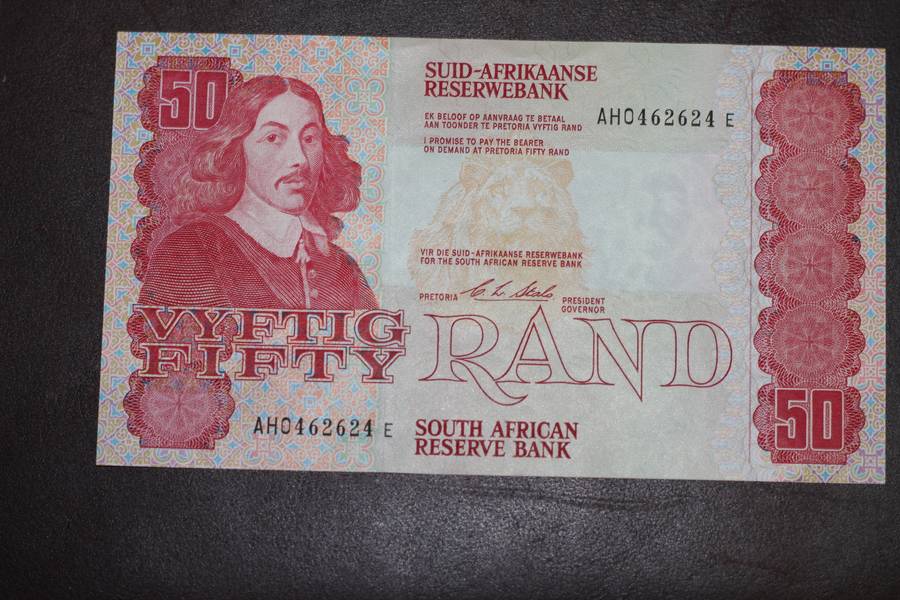 50
SUID-AFRIKAANSE
RESERWEBANK
EK BELOOF OP AANVRAAG TE BETAAL
AAN TOONDER TE PRETORIA VYFTIG RAND
AH0462624 E
I PROMISE TO PAY THE BEARER
ON DEMAND AT PRETORIA FIFTY RAND
VIR DIE SUID-AFRIKAANSE RESERWEBANK
FOR THE SOUTH AFRICAN RESERVE BANK
PRETORIA
C L Stals
PRESIDENT
GOVERNOR
VYFTIG
FIFTY
RAND
AH0462624 E
SOUTH AFRICAN
RESERVE BANK
50